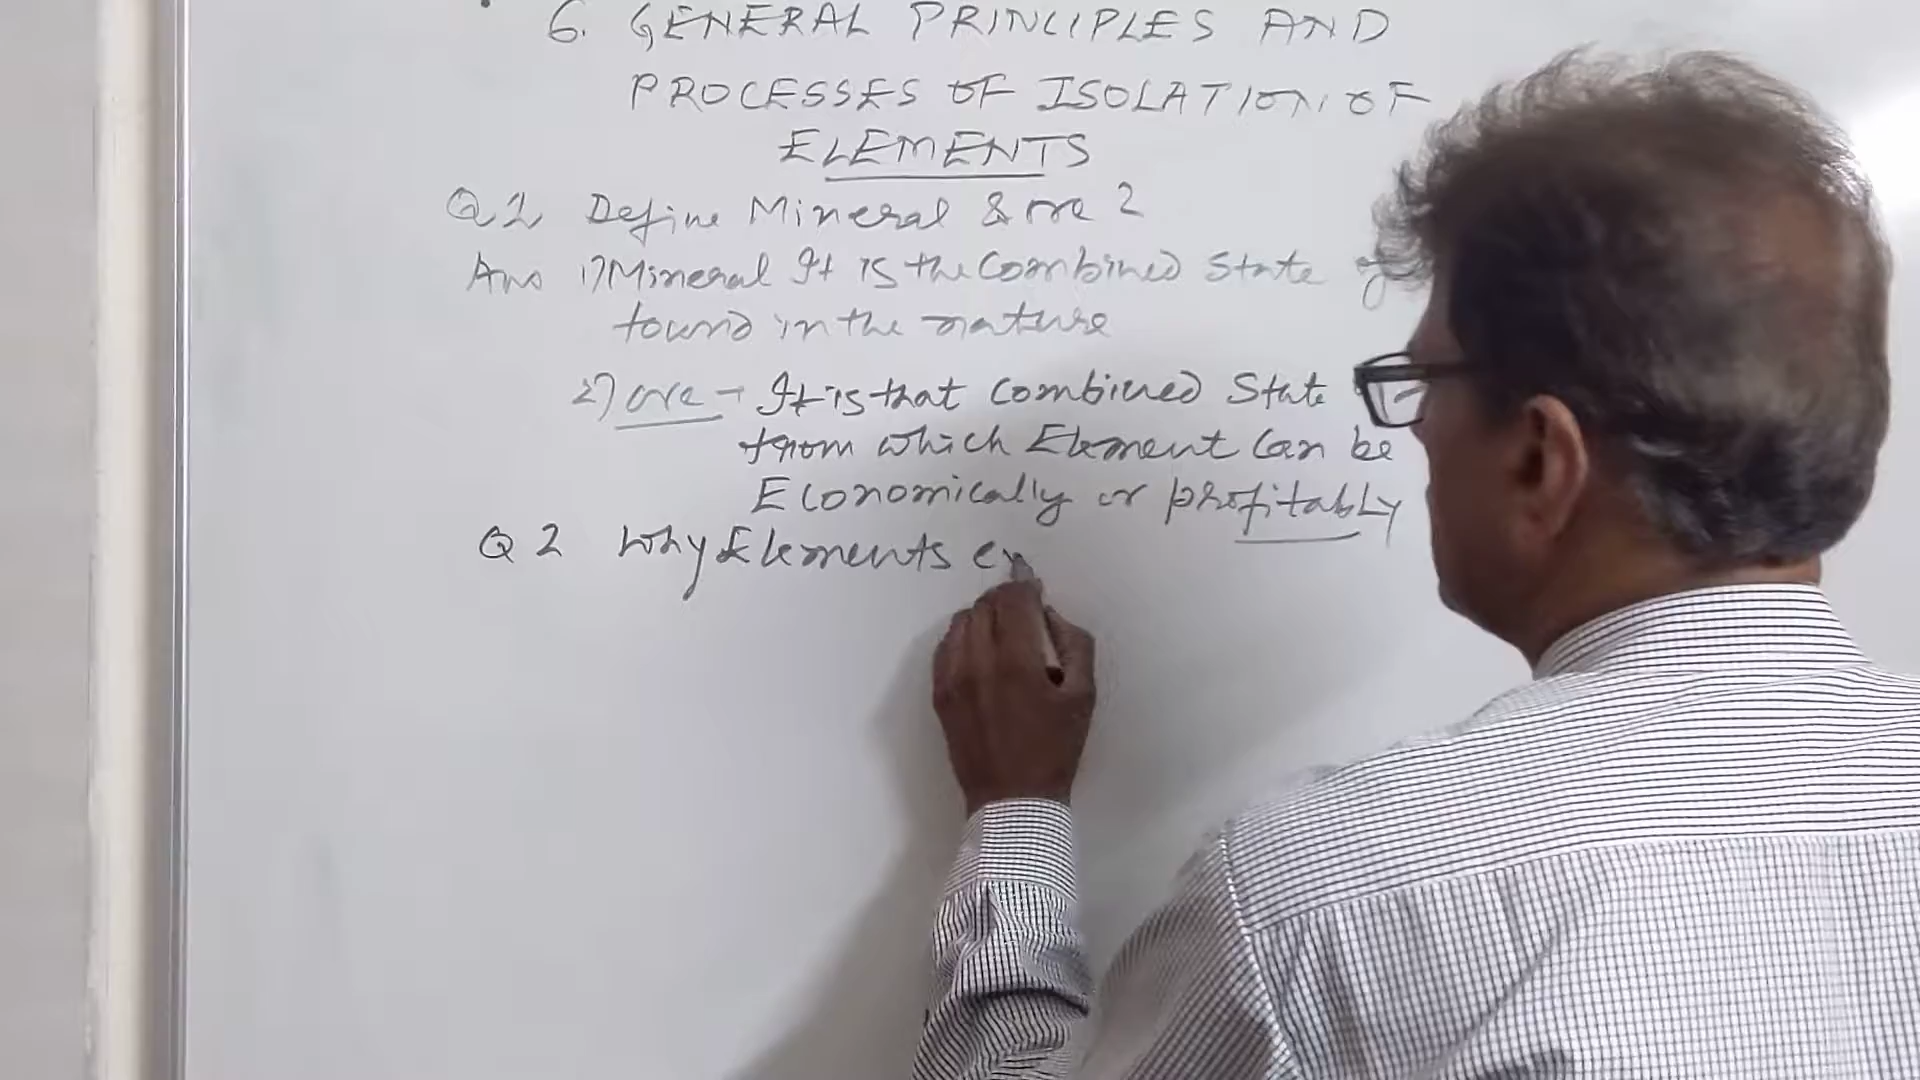 6. GENERAL PRINCIPLES AND
PROCESSES OF ISOLATION OF
ELEMENTS
Q1 Define Mineral & ore ?
Ans 1) Mineral It is the Combined State of
found in the nature
2) ore - It is that Combined State
from which Element Can be
Economically or profitably
Q 2 Why Elements ex